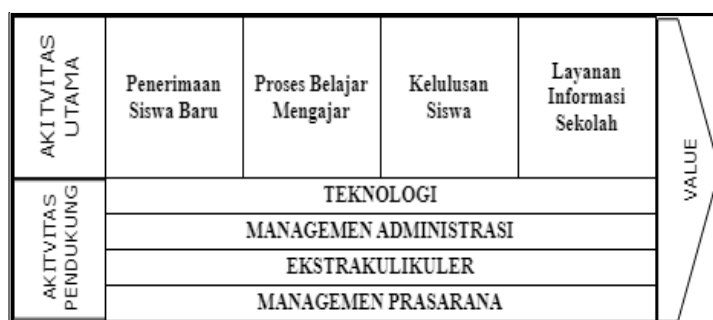 AKITVITAS
UTAMA
Penerimaan
Siswa Baru
Proses Belajar
Mengajar
Kelulusan
Siswa
Layanan
Informasi
Sekolah
VALUE
AKITVITAS
PENDUKUNG
TEKNOLOGI
MANAGEMEN ADMINISTRASI
EKSTRAKULIKULER
MANAGEMEN PRASARANA